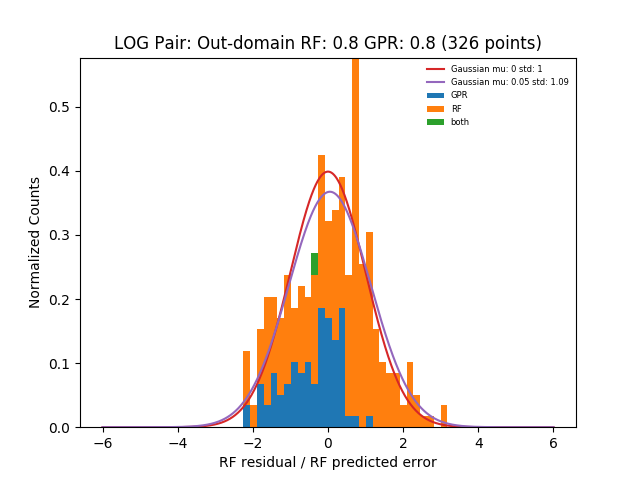 LOG Pair: Out-domain RF: 0.8 GPR: 0.8 (326 points)
Gaussian mu: 0 std: 1
Gaussian mu: 0.05 std: 1.09
GPR
RF
both
Normalized Counts
0.5
0.4
0.3
0.2
0.1
0.0
−6
−4
−2
0
2
4
6
RF residual / RF predicted error